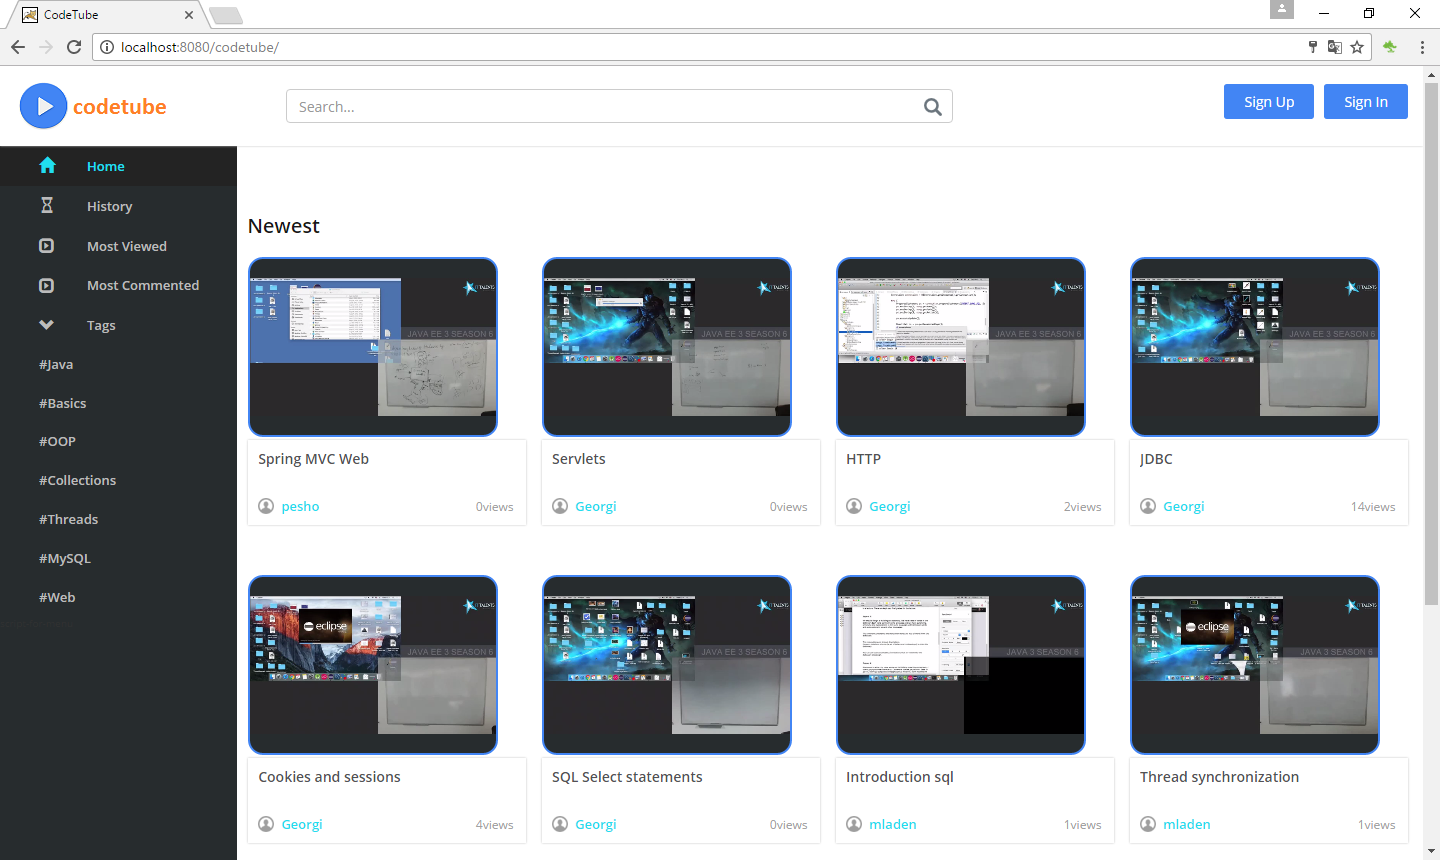 CodeTube
localhost:8080/codetube/
codetube
Search...
Sign Up
Sign In
Home
History
Most Viewed
Most Commented
Tags
#Java
#Basics
#OOP
#Collections
#Threads
#MySQL
#Web
Newest
JAVA EE 3 SEASON 6
JAVA EE 3 SEASON 6
JAVA EE 3 SEASON 6
JAVA EE 3 SEASON 6
Spring MVC Web
pesho
0views
Servlets
Georgi
0views
HTTP
Georgi
2views
JDBC
Georgi
14views
eclipse
JAVA EE 3 SEASON 6
JAVA EE 3 SEASON 6
JAVA 3 SEASON 6
eclipse
JAVA 3 SEASON 6
Cookies and sessions
Georgi
4views
SQL Select statements
Georgi
0views
Introduction sql
mladen
1views
Thread synchronization
mladen
1views